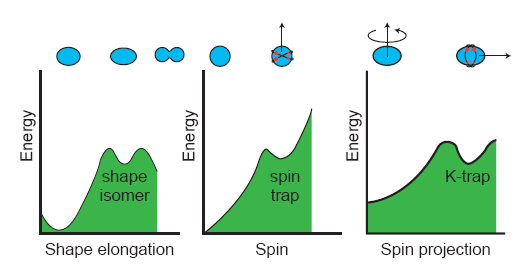 Energy
shape
isomer
Shape elongation
Energy
spin
trap
Spin
Energy
K-trap
Spin projection